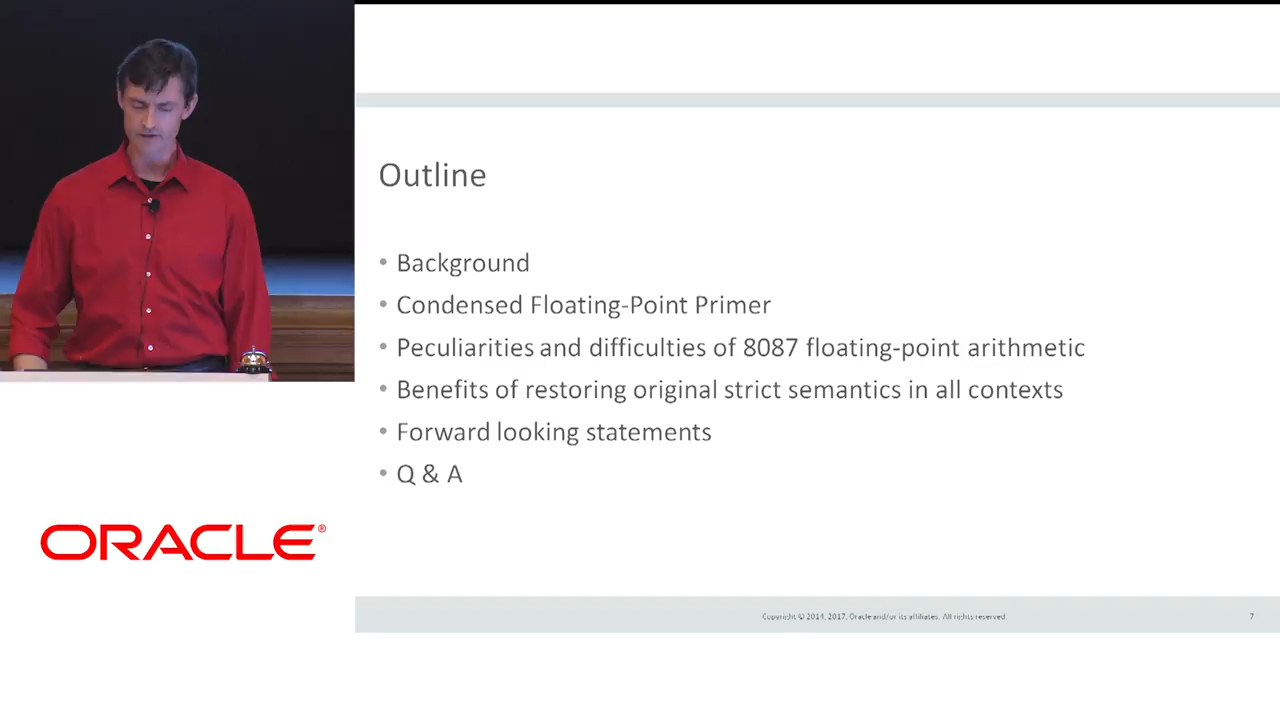 Outline
• Background
• Condensed Floating-Point Primer
• Peculiarities and difficulties of 8087 floating-point arithmetic
• Benefits of restoring original strict semantics in all contexts
• Forward looking statements
• Q & A
ORACLE®
Copyright © 2014, 2017, Oracle and/or its affiliates. All rights reserved.
7